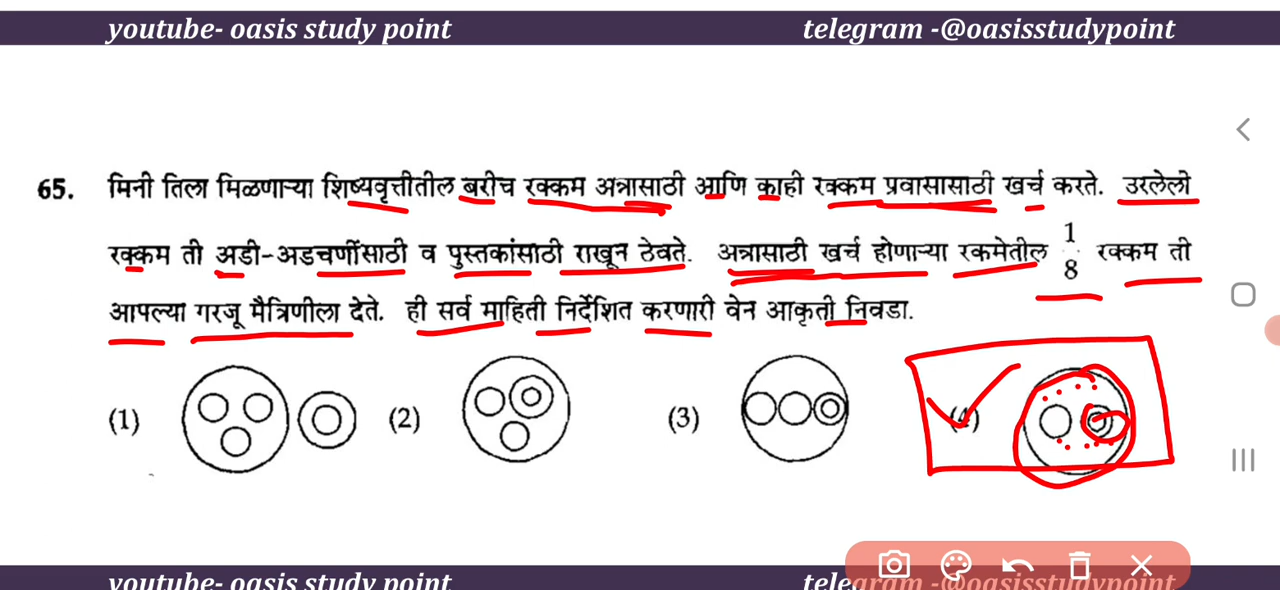 youtube- oasis study point telegram -@oasisstudypoint
65. मिनी तिला मिळणाऱ्या शिष्यवृत्तीतील बरीच रक्कम अन्नासाठी आणि काही रक्कम प्रवासासाठी खर्च करते. उरलेली
रक्कम ती अडी-अडचणींसाठी व पुस्तकांसाठी राखून ठेवते. अन्नासाठी खर्च होणाऱ्या रकमेतील 1/8 रक्कम ती
आपल्या गरजू मैत्रिणीला देते. ही सर्व माहिती निर्देशित करणारी वेन आकृती निवडा.
(1) (2) (3) (4)
youtube- oasis study point telegram -@oasisstudypoint